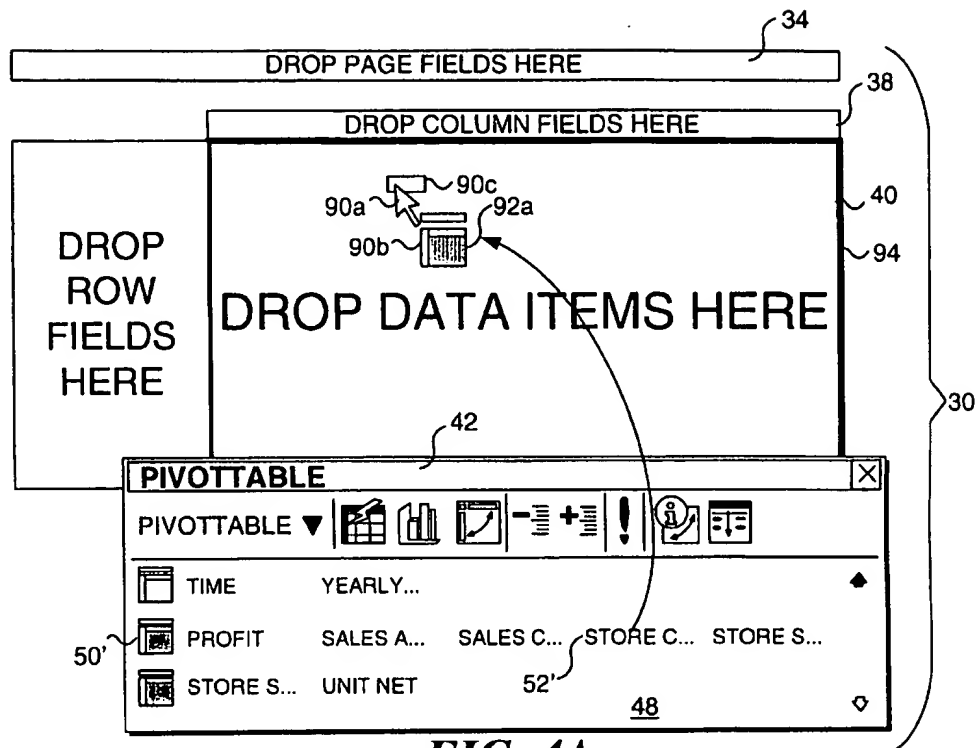 34
DROP PAGE FIELDS HERE
38
DROP COLUMN FIELDS HERE
90c
40
90a
92a
90b
94
DROP
ROW
FIELDS
HERE
DROP DATA ITEMS HERE
30
42
PIVOTTABLE
PIVOTTABLE
TIME YEARLY...
50' PROFIT SALES A... SALES C... STORE C... STORE S...
STORE S... UNIT NET 52' 48
FIG. 4A